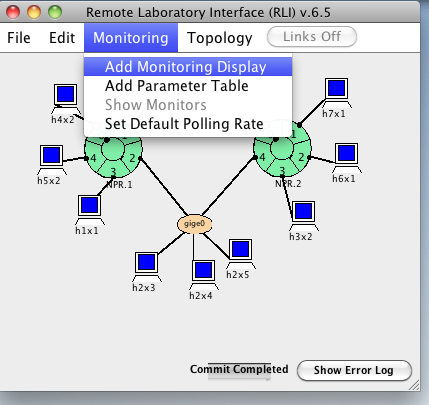 Remote Laboratory Interface (RLI) v.6.5
File Edit Monitoring Topology Links Off
Add Monitoring Display
Add Parameter Table
Show Monitors
Set Default Polling Rate
h4x2
h7x1
1
4 2
3
2
3
h5x2
NPR.1
NPR.2
h6x1
h1x1
h3x2
gige0
h2x3
h2x4
h2x5
Commit Completed
Show Error Log